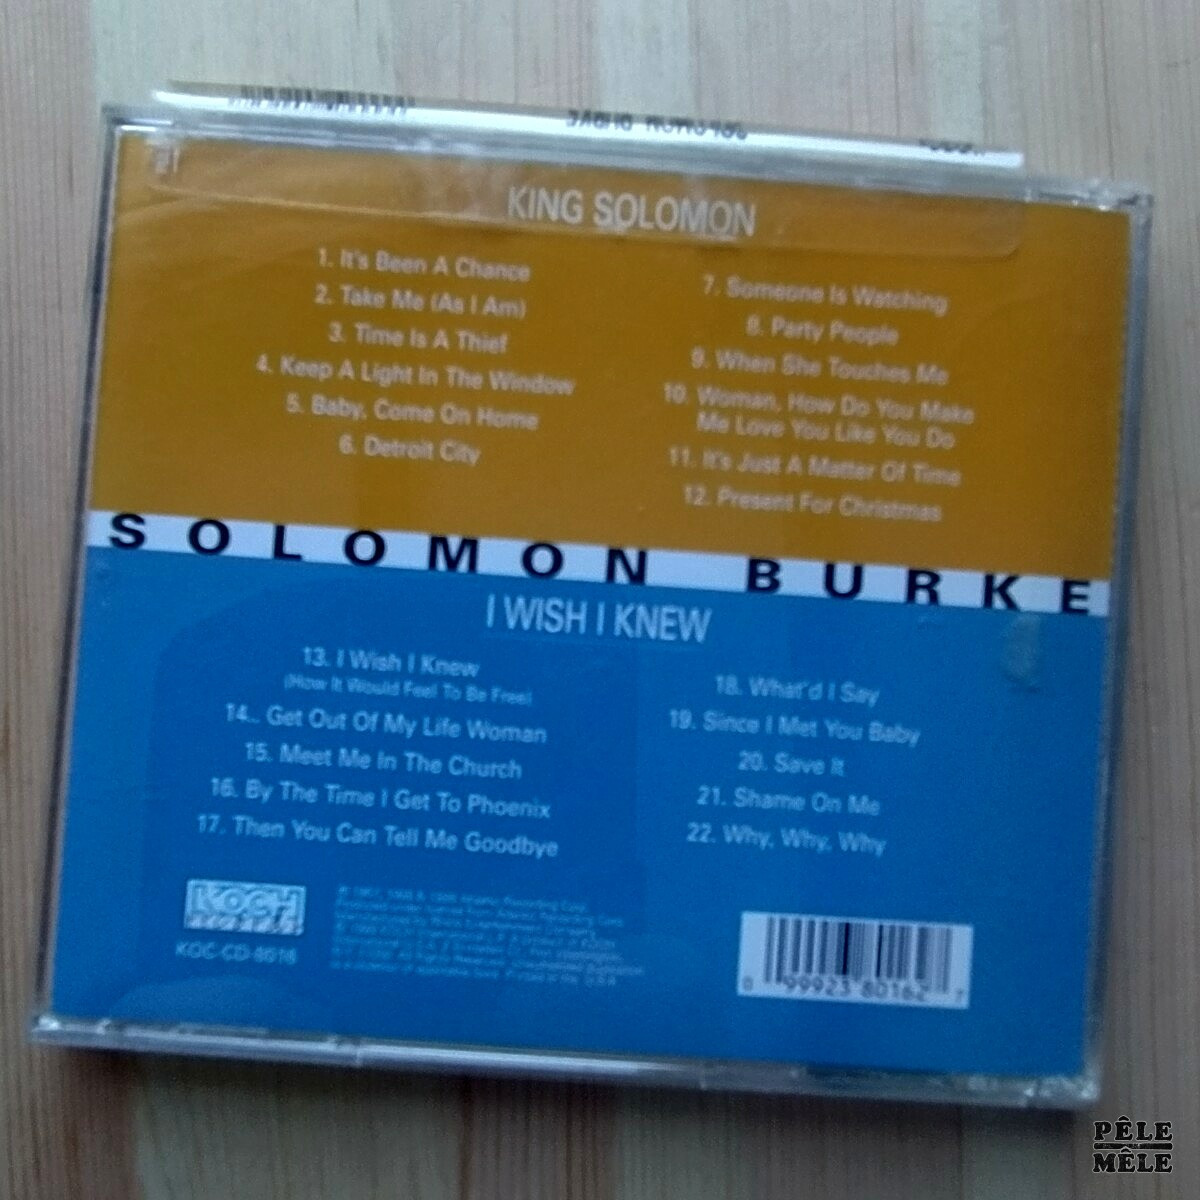 KING SOLOMON
1. It's Been A Chance
2. Take Me (As I Am)
3. Time Is A Thief
4. Keep A Light In The Window
5. Baby, Come On Home
6. Detroit City
7. Someone Is Watching
8. Party People
9. When She Touches Me
10. Woman, How Do You Make
Me Love You Like You Do
11. It's Just A Matter Of Time
12. Present For Christmas
SOLOMON BURKE
I WISH I KNEW
13. I Wish I Knew
(How It Would Feel To Be Free)
14.. Get Out Of My Life Woman
15. Meet Me In The Church
16. By The Time I Get To Phoenix
17. Then You Can Tell Me Goodbye
18. What'd I Say
19. Since I Met You Baby
20. Save It
21. Shame On Me
22. Why, Why, Why
KOCH
KOC-CD-8016
0 99923 80162 7
PÊLE
MÊLE